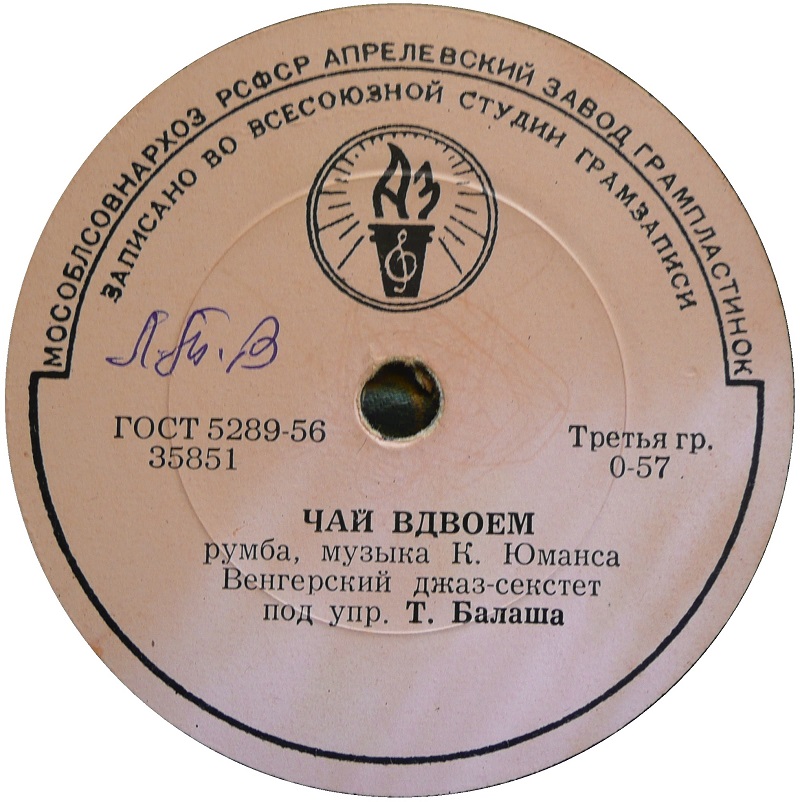 МОСОБЛСОВНАРХОЗ РСФСР АПРЕЛЕВСКИЙ ЗАВОД ГРАМПЛАСТИНОК
ЗАПИСАНО ВО ВСЕСОЮЗНОЙ СТУДИИ ГРАМЗАПИСИ
АЗ
ГОСТ 5289-56
35851
Третья гр.
0-57
ЧАЙ ВДВОЕМ
румба, музыка К. Юманса
Венгерский джаз-секстет
под упр. Т. Балаша